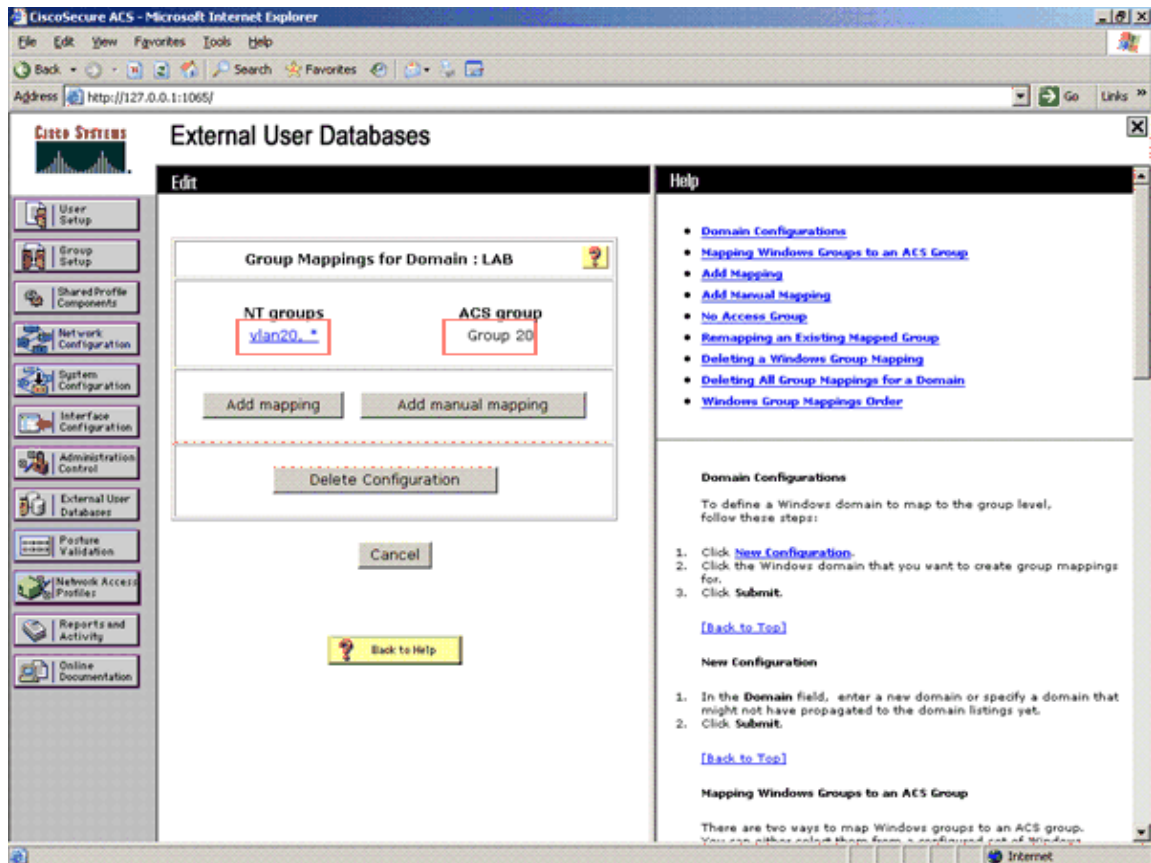 CiscoSecure ACS - Microsoft Internet Explorer
File Edit View Favorites Tools Help
Back Search Favorites
Address http://127.0.0.1:1065/ Go Links »
CISCO SYSTEMS
External User Databases
Edit
Help
User Setup
Group Setup
Shared Profile Components
Network Configuration
System Configuration
Interface Configuration
Administration Control
External User Databases
Posture Validation
Network Access Profiles
Reports and Activity
Online Documentation
Group Mappings for Domain : LAB
NT groups ACS group
vlan20, * Group 20
Add mapping Add manual mapping
Delete Configuration
Cancel
Back to Help
• Domain Configurations
• Mapping Windows Groups to an ACS Group
• Add Mapping
• Add Manual Mapping
• No Access Group
• Remapping an Existing Mapped Group
• Deleting a Windows Group Mapping
• Deleting All Group Mappings for a Domain
• Windows Group Mappings Order
Domain Configurations
To define a Windows domain to map to the group level,
follow these steps:
1. Click New Configuration.
2. Click the Windows domain that you want to create group mappings
for.
3. Click Submit.
[Back to Top]
New Configuration
1. In the Domain field, enter a new domain or specify a domain that
might not have propagated to the domain listings yet.
2. Click Submit.
[Back to Top]
Mapping Windows Groups to an ACS Group
There are two ways to map Windows groups to an ACS group.
You can either select them from a configured set of Windows
Internet